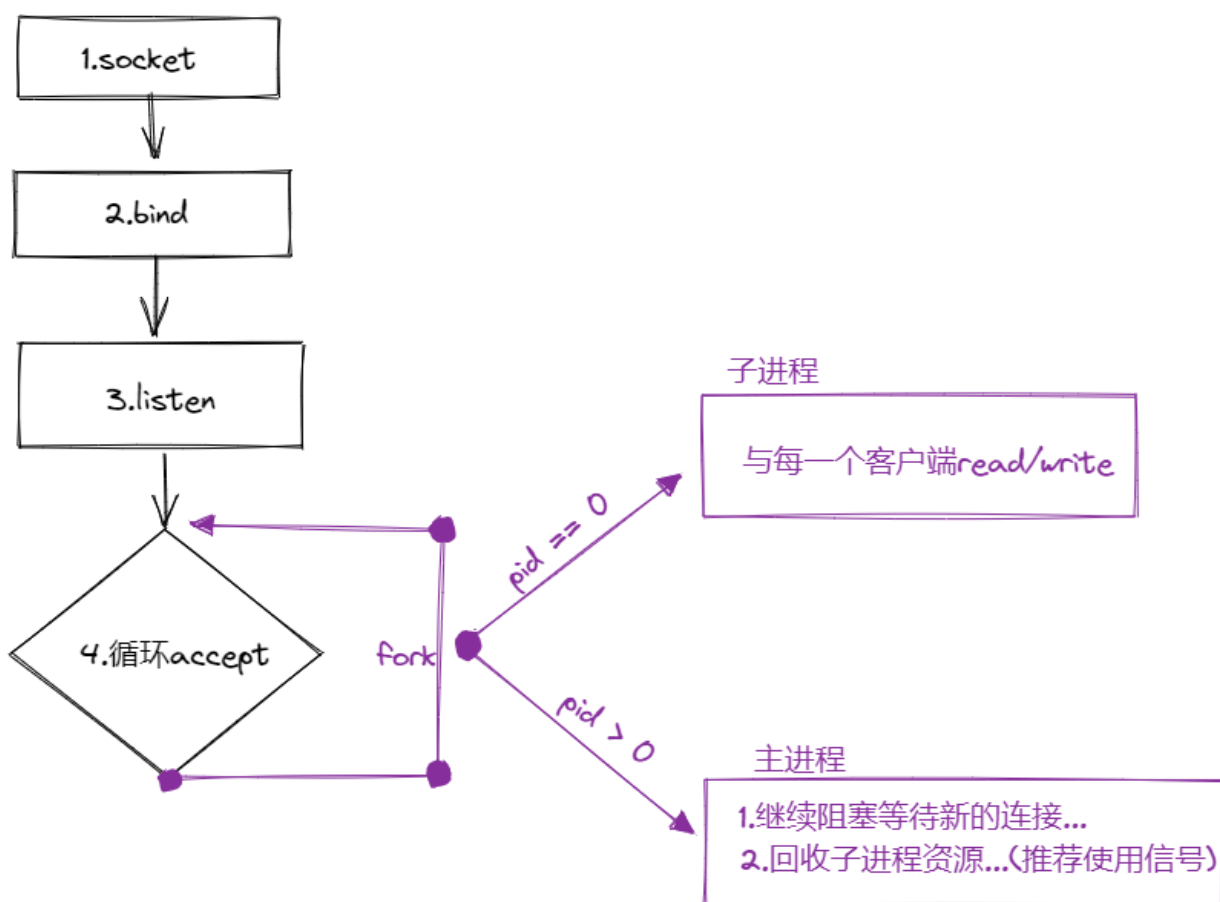 1.socket
2.bind
3.listen
4.循环accept
fork
pid == 0
pid > 0
子进程
与每一个客户端read/write
主进程
1.继续阻塞等待新的连接...
2.回收子进程资源...(推荐使用信号)